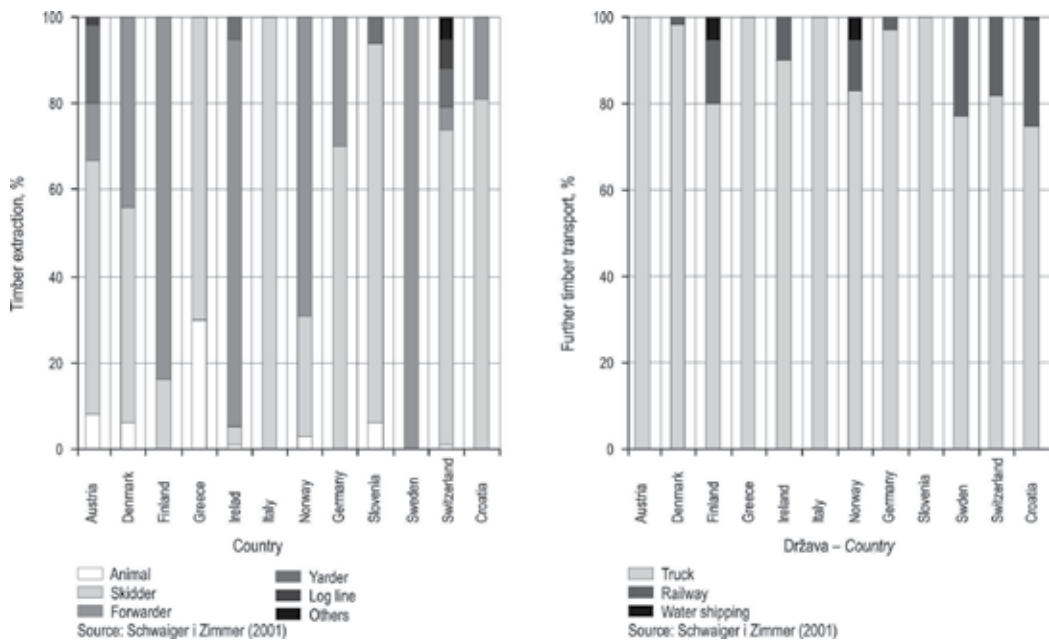 Timber extraction, %
100
80
60
40
20
0
Austria
Denmark
Finland
Greece
Irelad
Italy
Norway
Germany
Slovenia
Sweden
Switzerland
Croatia
Country
Animal
Skidder
Forwarder
Yarder
Log line
Others
Source: Schwaiger i Zimmer (2001)
Further timber transport, %
100
80
60
40
20
0
Austria
Denmark
Finland
Greece
Ireland
Italy
Norway
Germany
Slovenia
Swden
Switzerland
Croatia
Država – Country
Truck
Railway
Water shipping
Source: Schwaiger i Zimmer (2001)